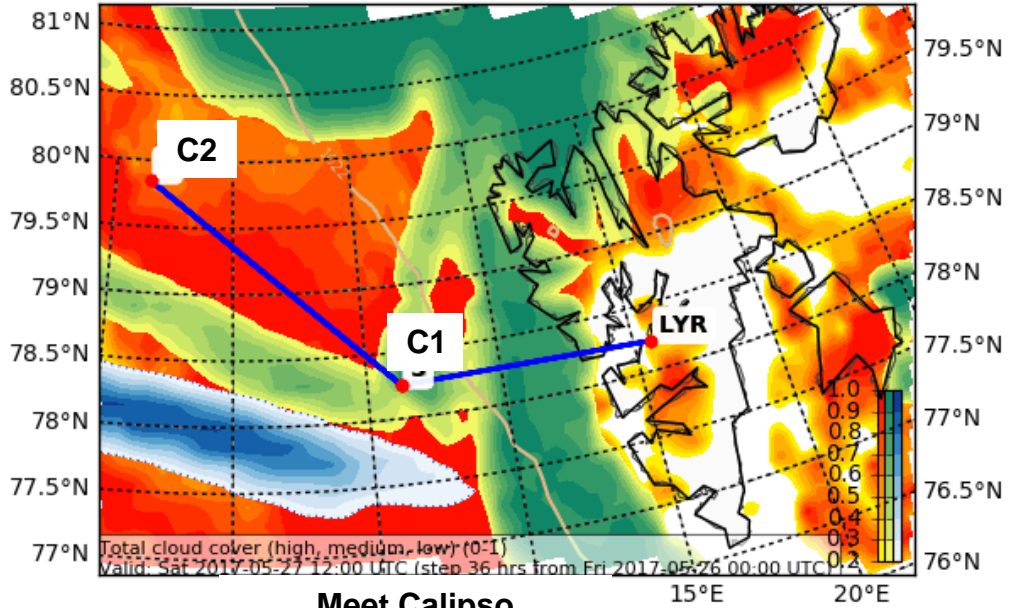 81°N
80.5°N
80°N
79.5°N
79°N
78.5°N
78°N
77.5°N
77°N
79.5°N
79°N
78.5°N
78°N
77.5°N
77°N
76.5°N
76°N
C2
C1
LYR
1.0
0.9
0.8
0.7
0.6
0.5
0.4
0.3
0.2
Total cloud cover (high, medium, low) (0-1)
Valid: Sat 2017-05-27 12:00 UTC (step 36 hrs from Fri 2017-05-26 00:00 UTC)
15°E
20°E
Meet Calipso